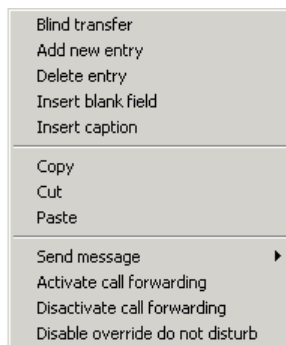 Blind transfer
Add new entry
Delete entry
Insert blank field
Insert caption
Copy
Cut
Paste
Send message
Activate call forwarding
Disactivate call forwarding
Disable override do not disturb